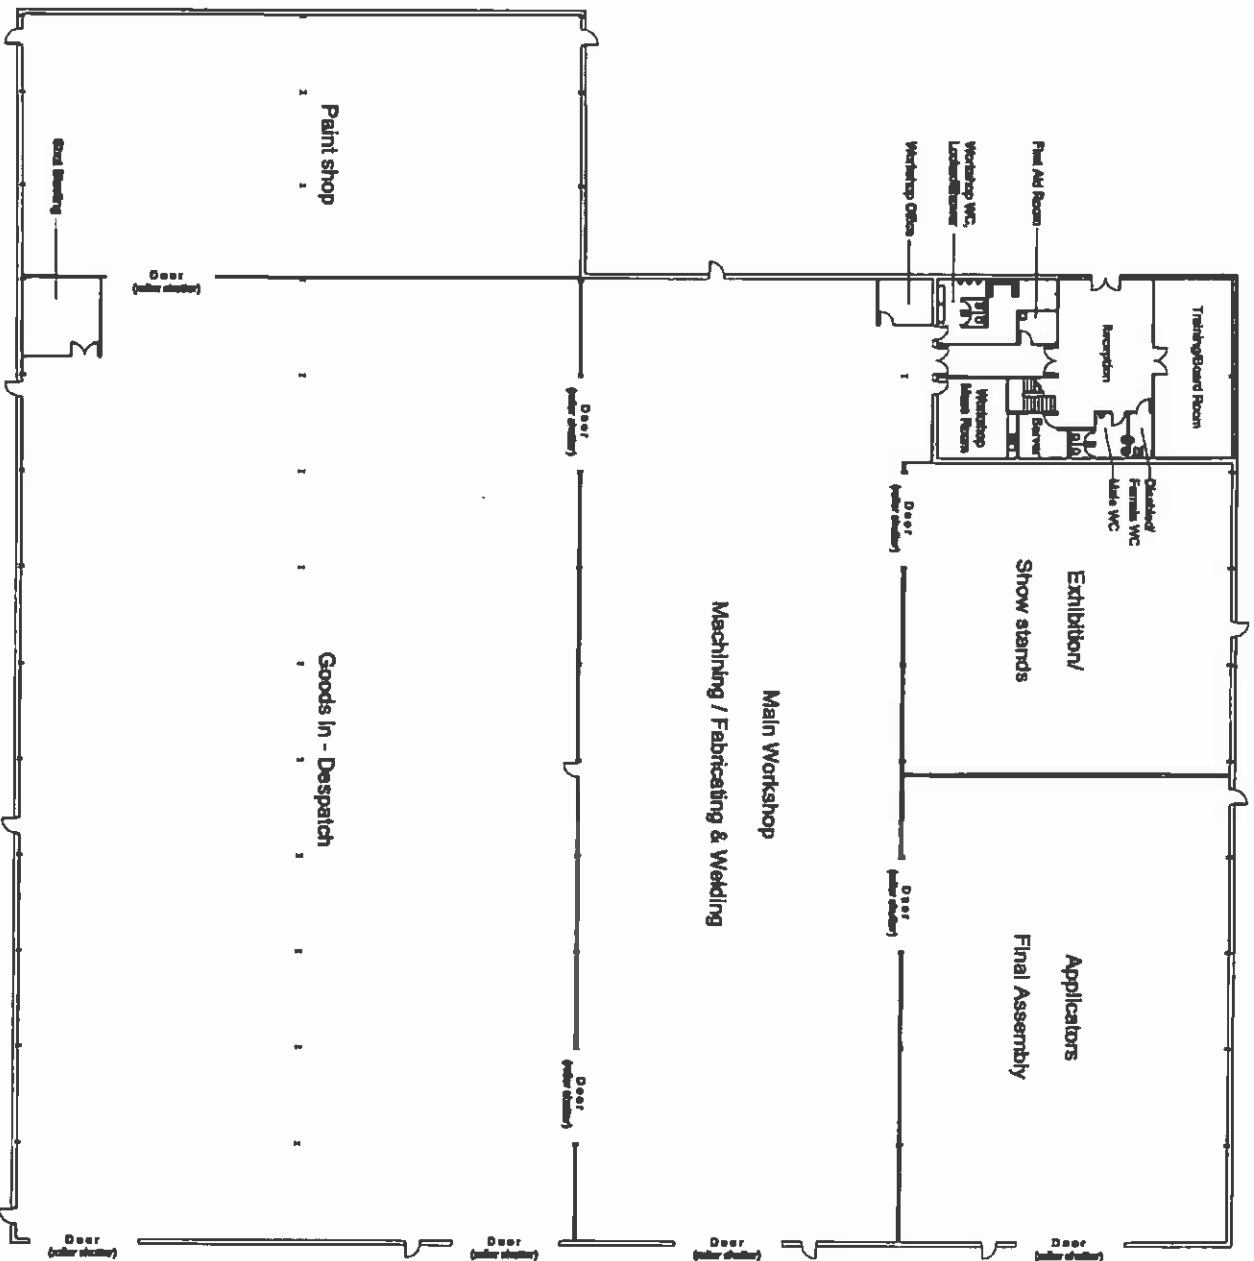 Training/Board Room
Reception
First Aid Room
Workshop WC,
Locker/Shower
Workshop Office
Workshop
Mess Room
Server
Disabled/
Female WC
Male WC
Exhibition/
Show stands
Door
(roller shutter)
Applicators
Final Assembly
Door
(roller shutter)
Door
(roller shutter)
Main Workshop
Machining / Fabricating & Welding
Door
(roller shutter)
Door
(roller shutter)
Door
(roller shutter)
Paint shop
Shot Blasting
Door
(roller shutter)
Goods in - Despatch
Door
(roller shutter)
Door
(roller shutter)